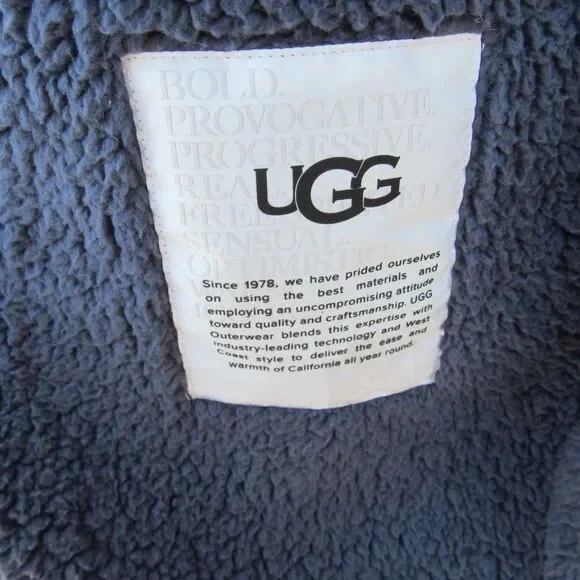 BOLD.
PROVOCATIVE.
PROGRESSIVE.
UGG
SENSUAL.
Since 1978, we have prided ourselves
on using the best materials and
employing an uncompromising attitude
toward quality and craftsmanship. UGG
Outerwear blends this expertise with
industry-leading technology and West
Coast style to deliver the ease and
warmth of California all year round.